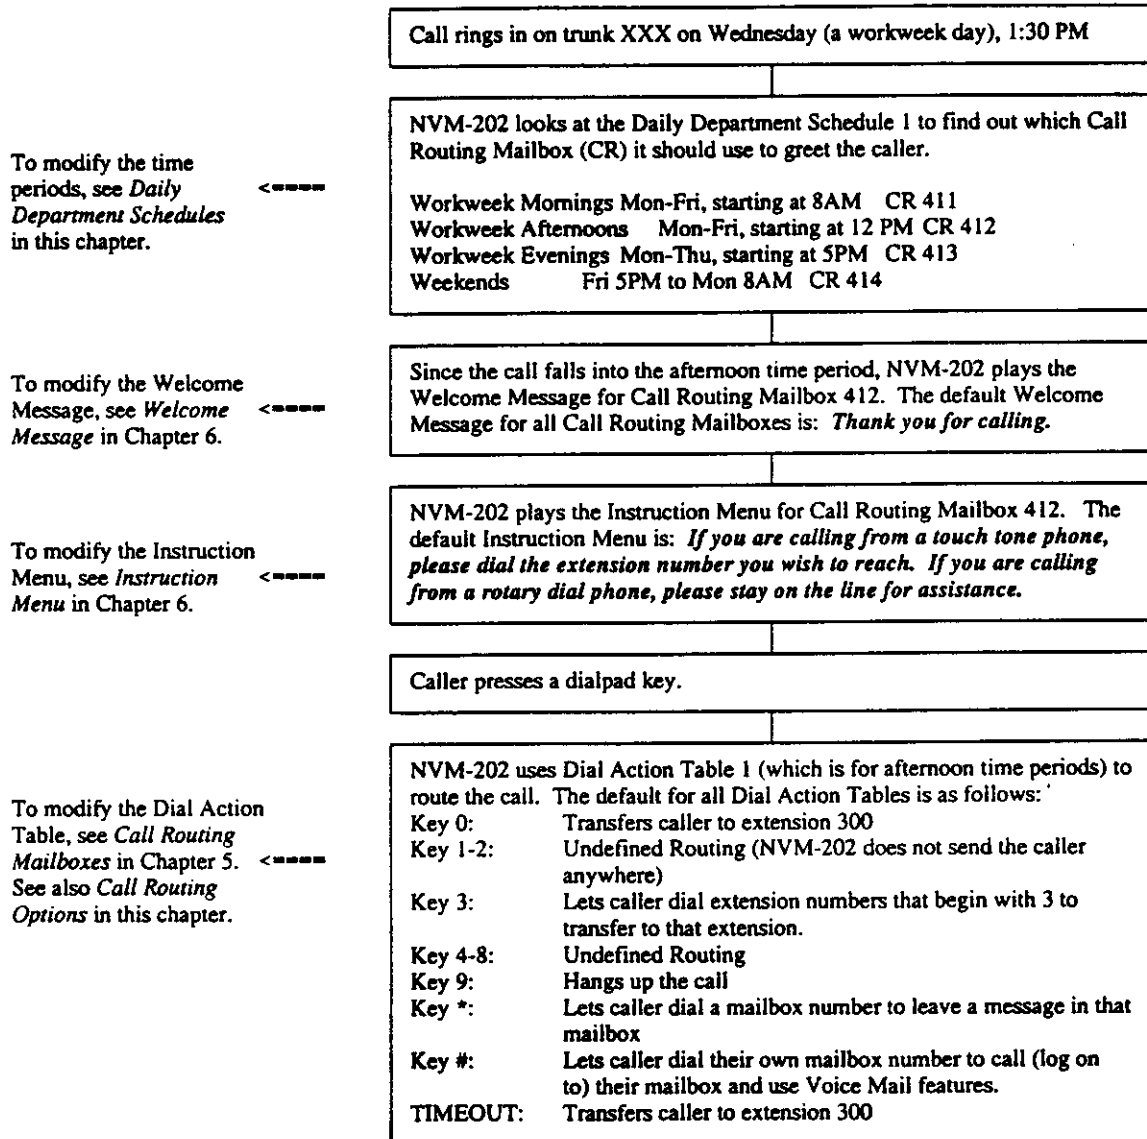 Call rings in on trunk XXX on Wednesday (a workweek day), 1:30 PM
To modify the time
periods, see Daily <----
Department Schedules
in this chapter.
NVM-202 looks at the Daily Department Schedule 1 to find out which Call
Routing Mailbox (CR) it should use to greet the caller.
Workweek Mornings Mon-Fri, starting at 8AM CR 411
Workweek Afternoons Mon-Fri, starting at 12 PM CR 412
Workweek Evenings Mon-Thu, starting at 5PM CR 413
Weekends Fri 5PM to Mon 8AM CR 414
To modify the Welcome
Message, see Welcome <----
Message in Chapter 6.
Since the call falls into the afternoon time period, NVM-202 plays the
Welcome Message for Call Routing Mailbox 412. The default Welcome
Message for all Call Routing Mailboxes is: Thank you for calling.
To modify the Instruction
Menu, see Instruction <----
Menu in Chapter 6.
NVM-202 plays the Instruction Menu for Call Routing Mailbox 412. The
default Instruction Menu is: If you are calling from a touch tone phone,
please dial the extension number you wish to reach. If you are calling
from a rotary dial phone, please stay on the line for assistance.
Caller presses a dialpad key.
To modify the Dial Action
Table, see Call Routing
Mailboxes in Chapter 5. <----
See also Call Routing
Options in this chapter.
NVM-202 uses Dial Action Table 1 (which is for afternoon time periods) to
route the call. The default for all Dial Action Tables is as follows:
Key 0: Transfers caller to extension 300
Key 1-2: Undefined Routing (NVM-202 does not send the caller
anywhere)
Key 3: Lets caller dial extension numbers that begin with 3 to
transfer to that extension.
Key 4-8: Undefined Routing
Key 9: Hangs up the call
Key *: Lets caller dial a mailbox number to leave a message in that
mailbox
Key #: Lets caller dial their own mailbox number to call (log on
to) their mailbox and use Voice Mail features.
TIMEOUT: Transfers caller to extension 300